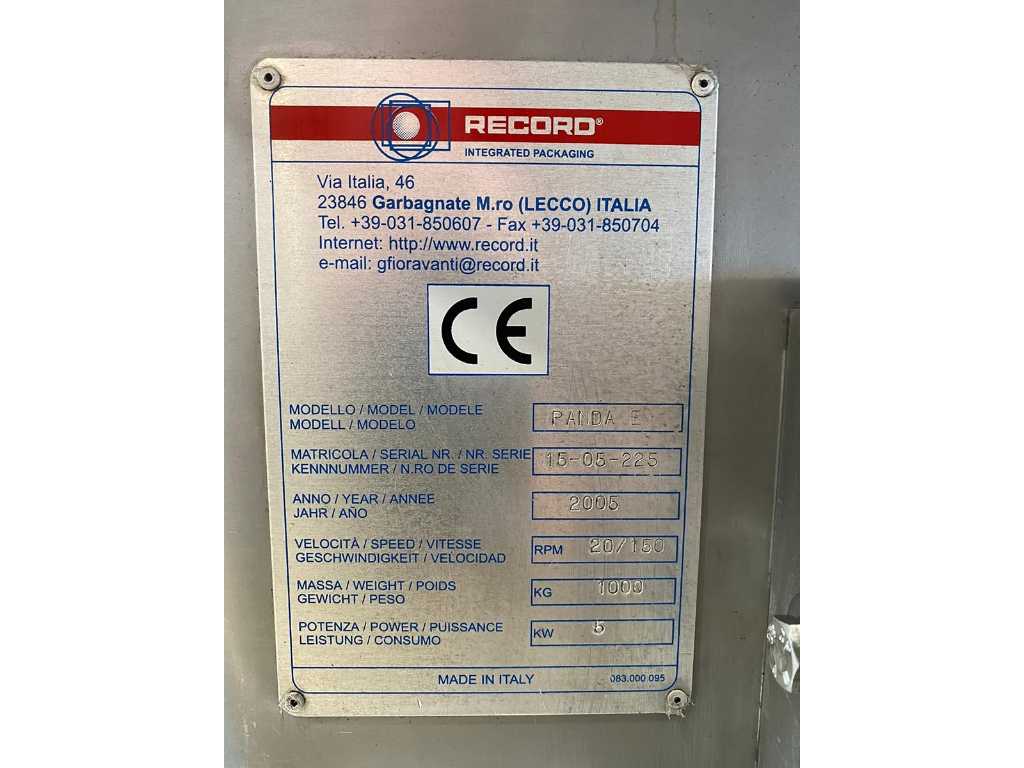 RECORD®
INTEGRATED PACKAGING
Via Italia, 46
23846 Garbagnate M.ro (LECCO) ITALIA
Tel. +39-031-850607 - Fax +39-031-850704
Internet: http://www.record.it
e-mail: gfioravanti@record.it
CE
MODELLO / MODEL / MODELE
MODELL / MODELO
PANDA E
MATRICOLA / SERIAL NR. / NR. SERIE
KENNNUMMER / N.RO DE SERIE
15-05-225
ANNO / YEAR / ANNEE
JAHR / AÑO
2005
VELOCITÀ / SPEED / VITESSE
GESCHWINDIGKEIT / VELOCIDAD
RPM 20/150
MASSA / WEIGHT / POIDS
GEWICHT / PESO
KG 1000
POTENZA / POWER / PUISSANCE
LEISTUNG / CONSUMO
KW 5
MADE IN ITALY 083.000.095